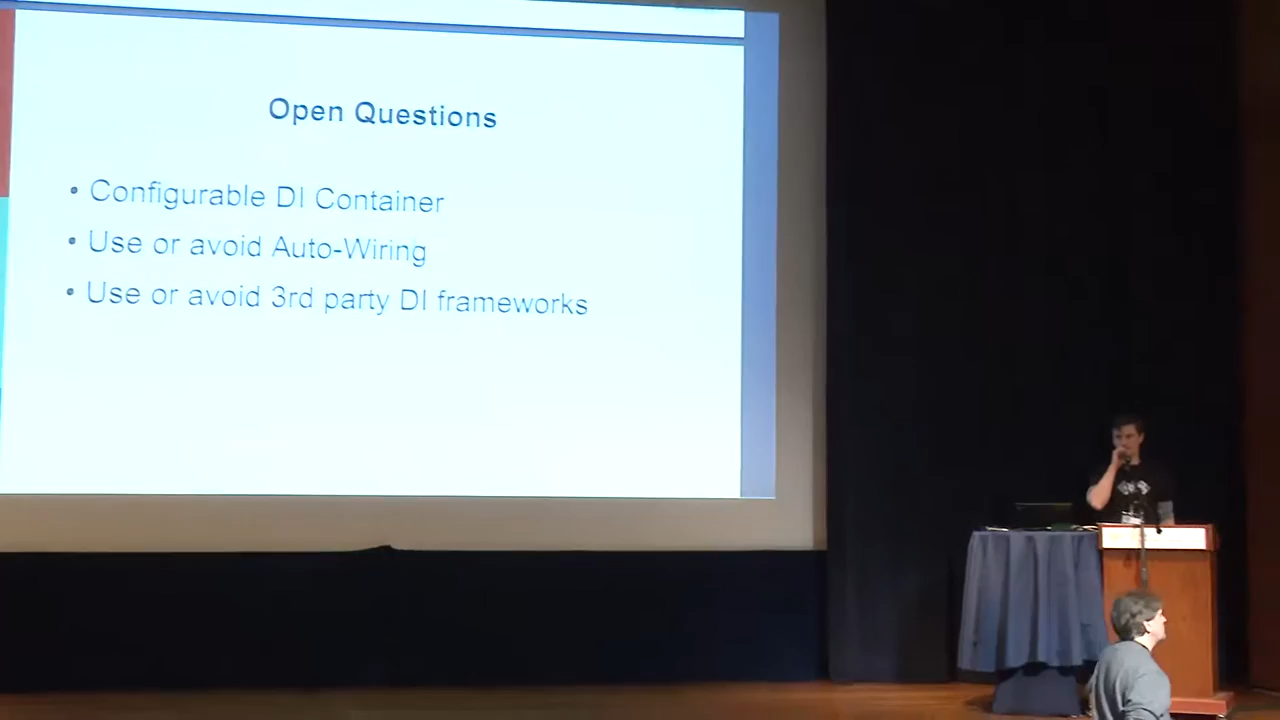 Open Questions
• Configurable DI Container
• Use or avoid Auto-Wiring
• Use or avoid 3rd party DI frameworks